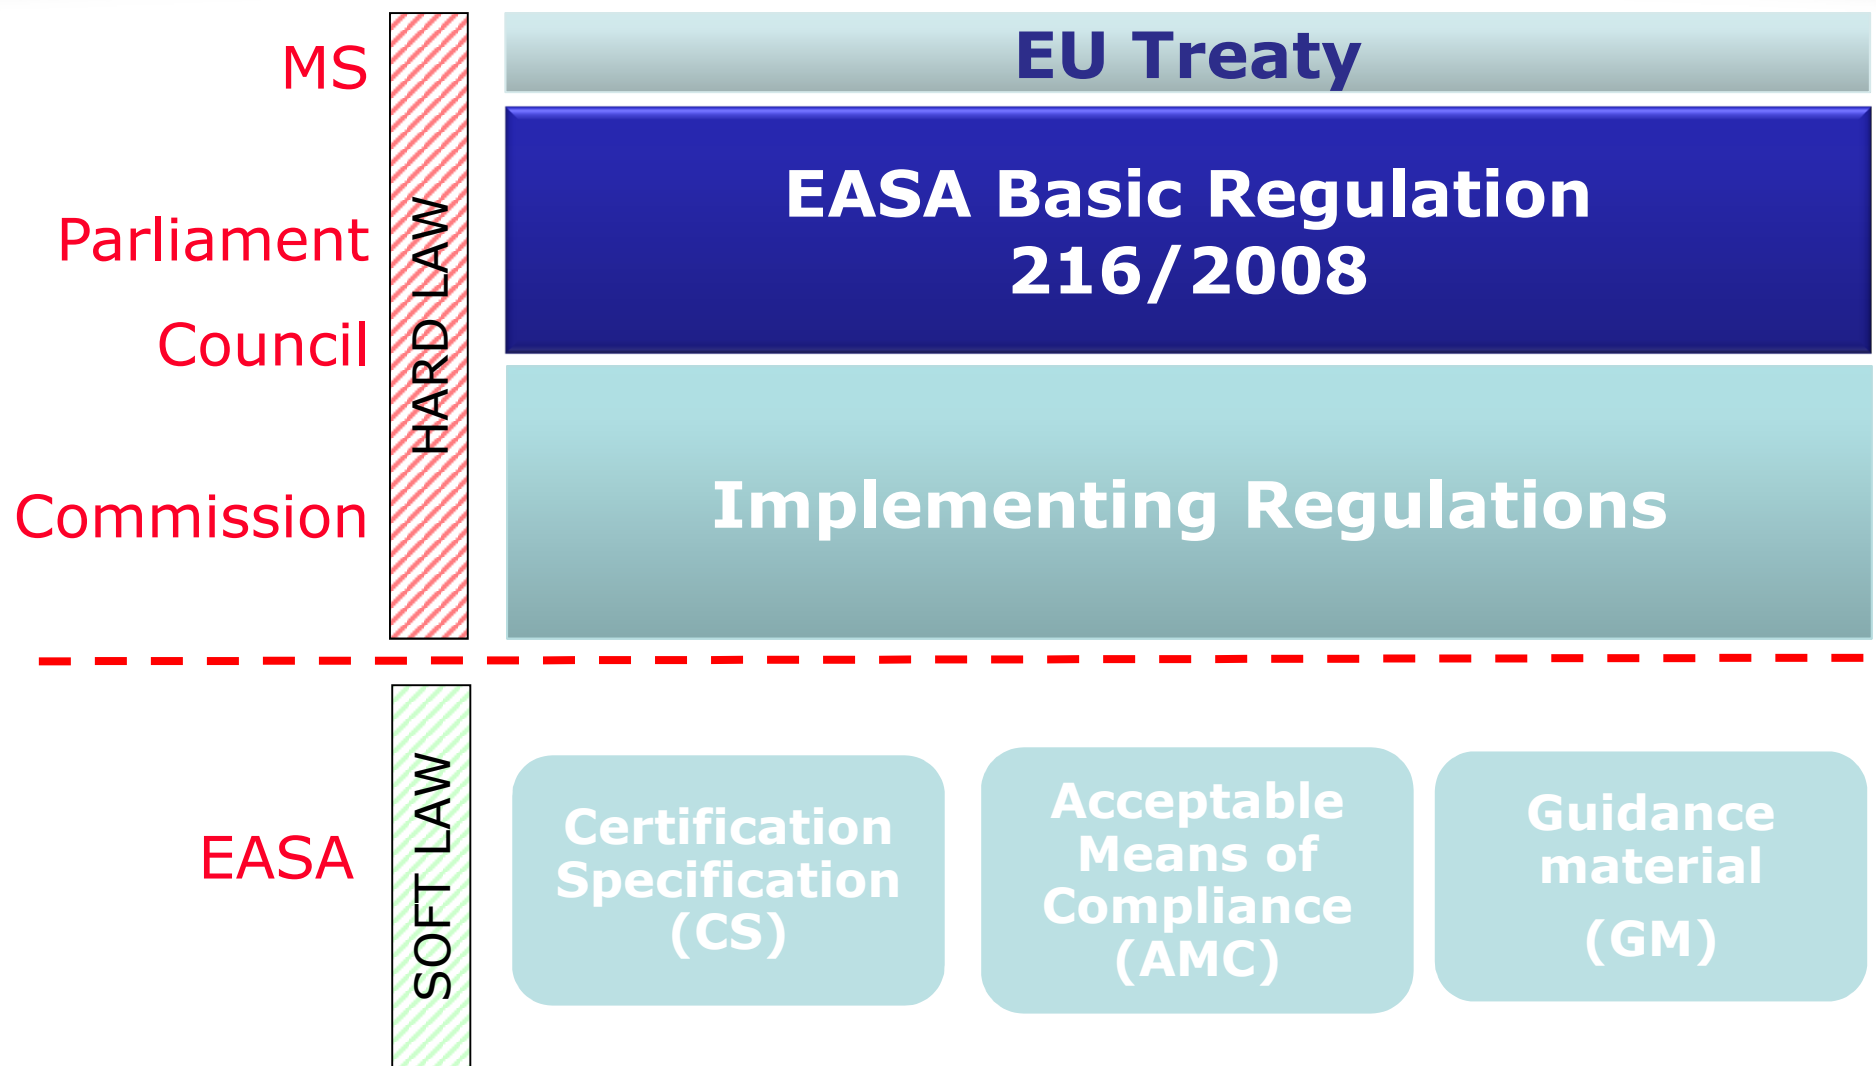 MS
EU Treaty
HARD LAW
Parliament
Council
EASA Basic Regulation
216/2008
Commission
Implementing Regulations
EASA
SOFT LAW
Certification
Specification
(CS)
Acceptable
Means of
Compliance
(AMC)
Guidance
material
(GM)